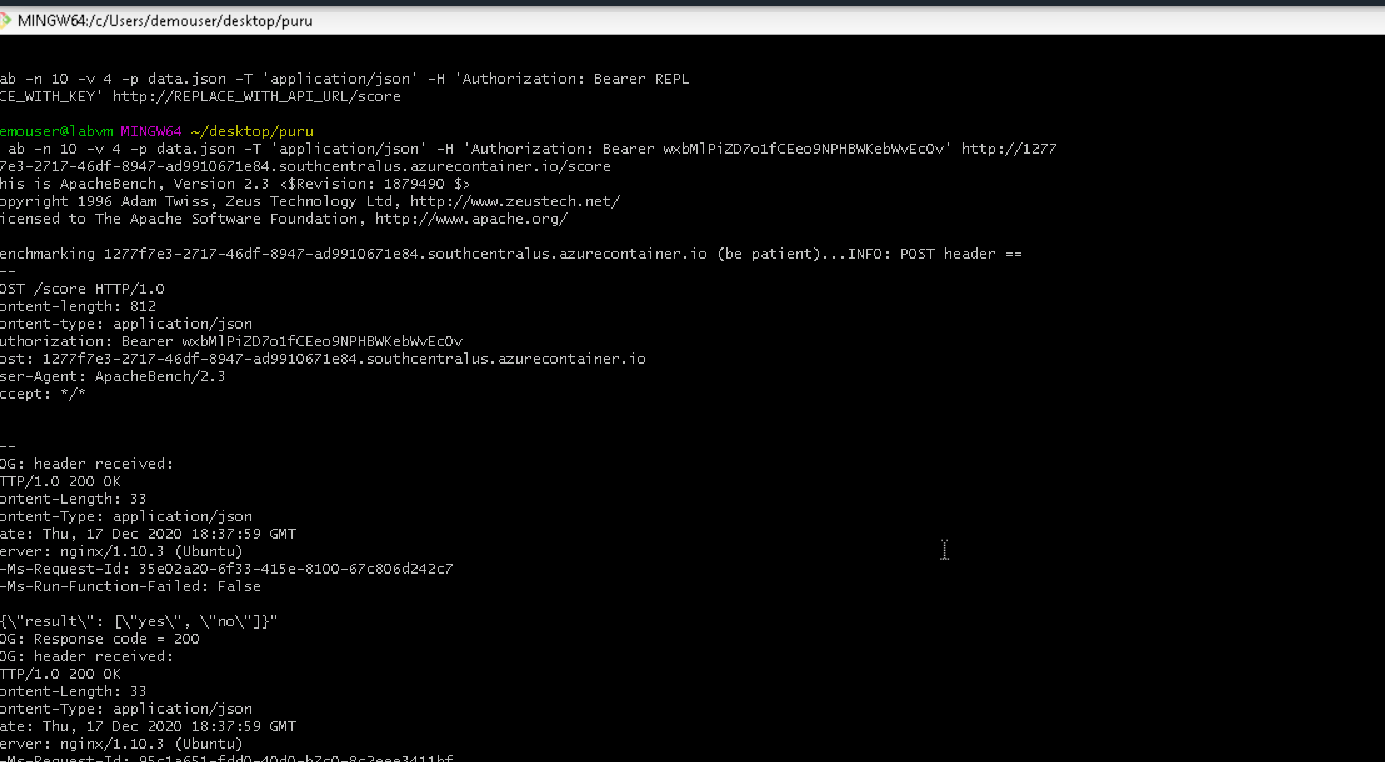 MINGW64:/c/Users/demouser/desktop/puru
ab -n 10 -v 4 -p data.json -T 'application/json' -H 'Authorization: Bearer REPL
CE_WITH_KEY' http://REPLACE_WITH_API_URL/score
emouser@labvm MINGW64 ~/desktop/puru
ab -n 10 -v 4 -p data.json -T 'application/json' -H 'Authorization: Bearer wxbMlPiZD7o1fCEeo9NPHBWKebWvEcOv' http://1277
7e3-2717-46df-8947-ad9910671e84.southcentralus.azurecontainer.io/score
his is ApacheBench, Version 2.3 <$Revision: 1879490 $>
opyright 1996 Adam Twiss, Zeus Technology Ltd, http://www.zeustech.net/
icensed to The Apache Software Foundation, http://www.apache.org/
enchmarking 1277f7e3-2717-46df-8947-ad9910671e84.southcentralus.azurecontainer.io (be patient)...INFO: POST header ==
--
OST /score HTTP/1.0
ontent-length: 812
ontent-type: application/json
uthorization: Bearer wxbMlPiZD7o1fCEeo9NPHBWKebWvEcOv
ost: 1277f7e3-2717-46df-8947-ad9910671e84.southcentralus.azurecontainer.io
ser-Agent: ApacheBench/2.3
ccept: */*
--
OG: header received:
TTP/1.0 200 OK
ontent-Length: 33
ontent-Type: application/json
ate: Thu, 17 Dec 2020 18:37:59 GMT
erver: nginx/1.10.3 (Ubuntu)
-Ms-Request-Id: 35e02a20-6f33-415e-8100-67c806d242c7
-Ms-Run-Function-Failed: False
{\"result\": [\"yes\", \"no\"]}"
OG: Response code = 200
OG: header received:
TTP/1.0 200 OK
ontent-Length: 33
ontent-Type: application/json
ate: Thu, 17 Dec 2020 18:37:59 GMT
erver: nginx/1.10.3 (Ubuntu)
-Ms-Request-Id: